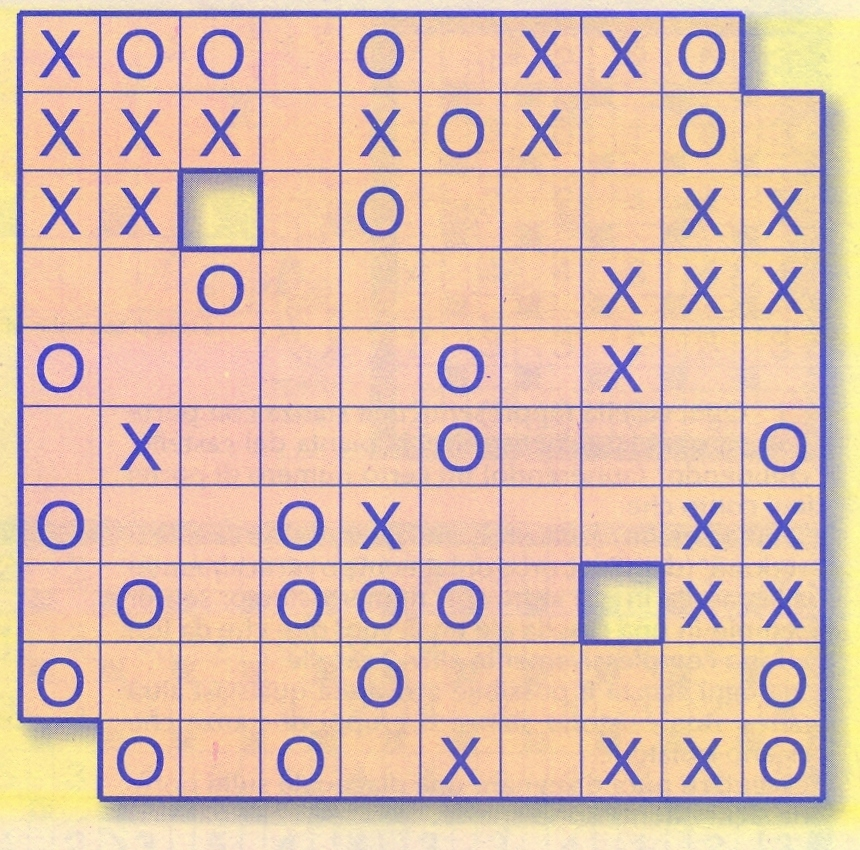 X O O O X X O
X X X X O X O
X X O X X
O X X X
O O X
X O O
O O X X X
O O O O X X
O O O
O O X X X O